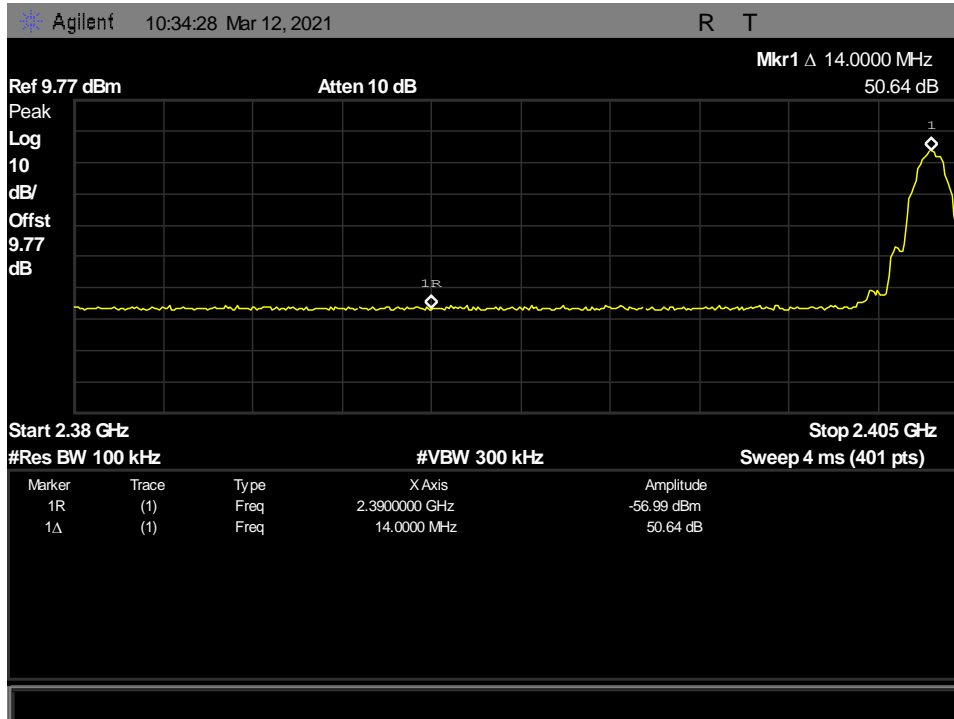 Agilent 10:34:28 Mar 12, 2021 R T
Mkr1 Δ 14.0000 MHz
Ref 9.77 dBm Atten 10 dB 50.64 dB
Peak
Log
10
dB/
Offst
9.77
dB
1
1R
Start 2.38 GHz Stop 2.405 GHz
#Res BW 100 kHz #VBW 300 kHz Sweep 4 ms (401 pts)
Marker Trace Type X Axis Amplitude
1R (1) Freq 2.3900000 GHz -56.99 dBm
1Δ (1) Freq 14.0000 MHz 50.64 dB